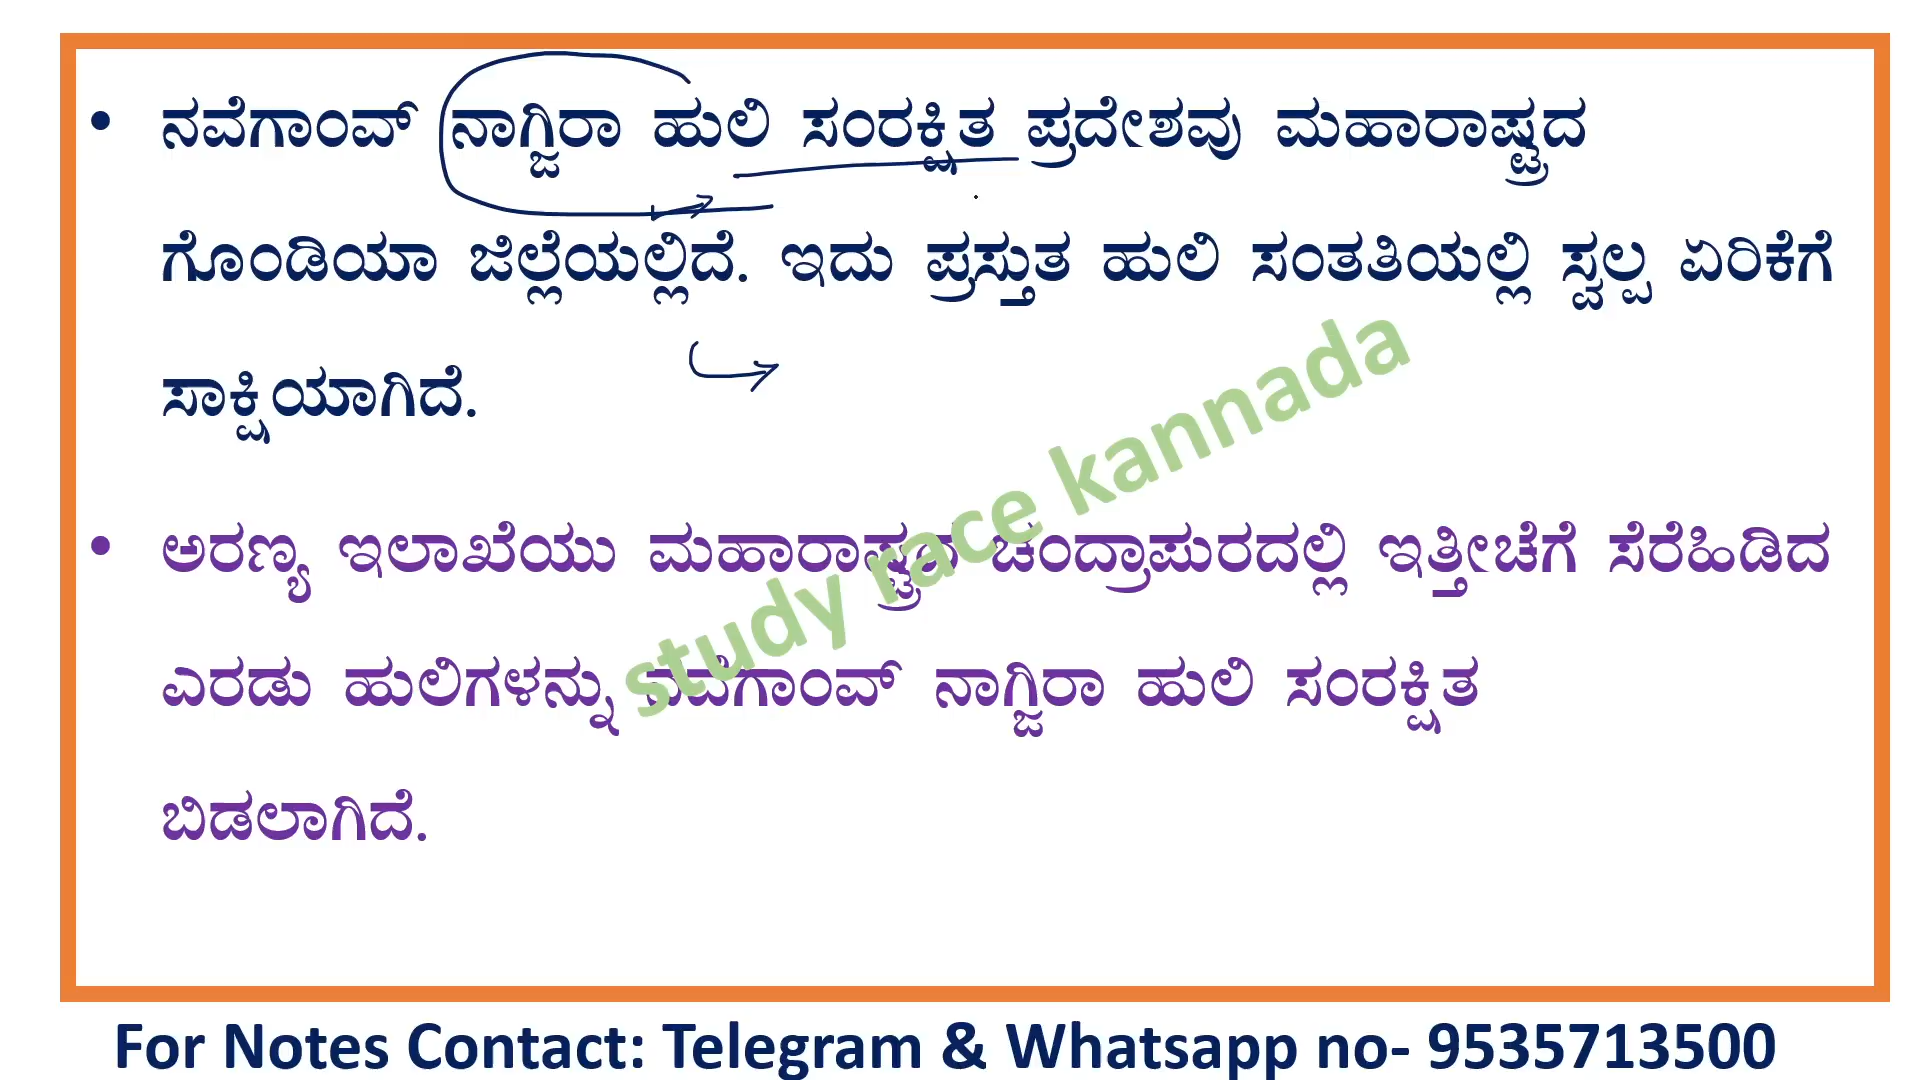 • ನವೆಗಾಂವ್ ನಾಗ್ಜಿರಾ ಹುಲಿ ಸಂರಕ್ಷಿತ ಪ್ರದೇಶವು ಮಹಾರಾಷ್ಟ್ರದ
ಗೊಂಡಿಯಾ ಜಿಲ್ಲೆಯಲ್ಲಿದೆ. ಇದು ಪ್ರಸ್ತುತ ಹುಲಿ ಸಂತತಿಯಲ್ಲಿ ಸ್ವಲ್ಪ ಏರಿಕೆಗೆ
ಸಾಕ್ಷಿಯಾಗಿದೆ.
• ಅರಣ್ಯ ಇಲಾಖೆಯು ಮಹಾರಾಷ್ಟ್ರದ ಚಂದ್ರಾಪುರದಲ್ಲಿ ಇತ್ತೀಚೆಗೆ ಸೆರೆಹಿಡಿದ
ಎರಡು ಹುಲಿಗಳನ್ನು ನವೆಗಾಂವ್ ನಾಗ್ಜಿರಾ ಹುಲಿ ಸಂರಕ್ಷಿತ
ಬಿಡಲಾಗಿದೆ.
study race kannada
For Notes Contact: Telegram & Whatsapp no- 9535713500